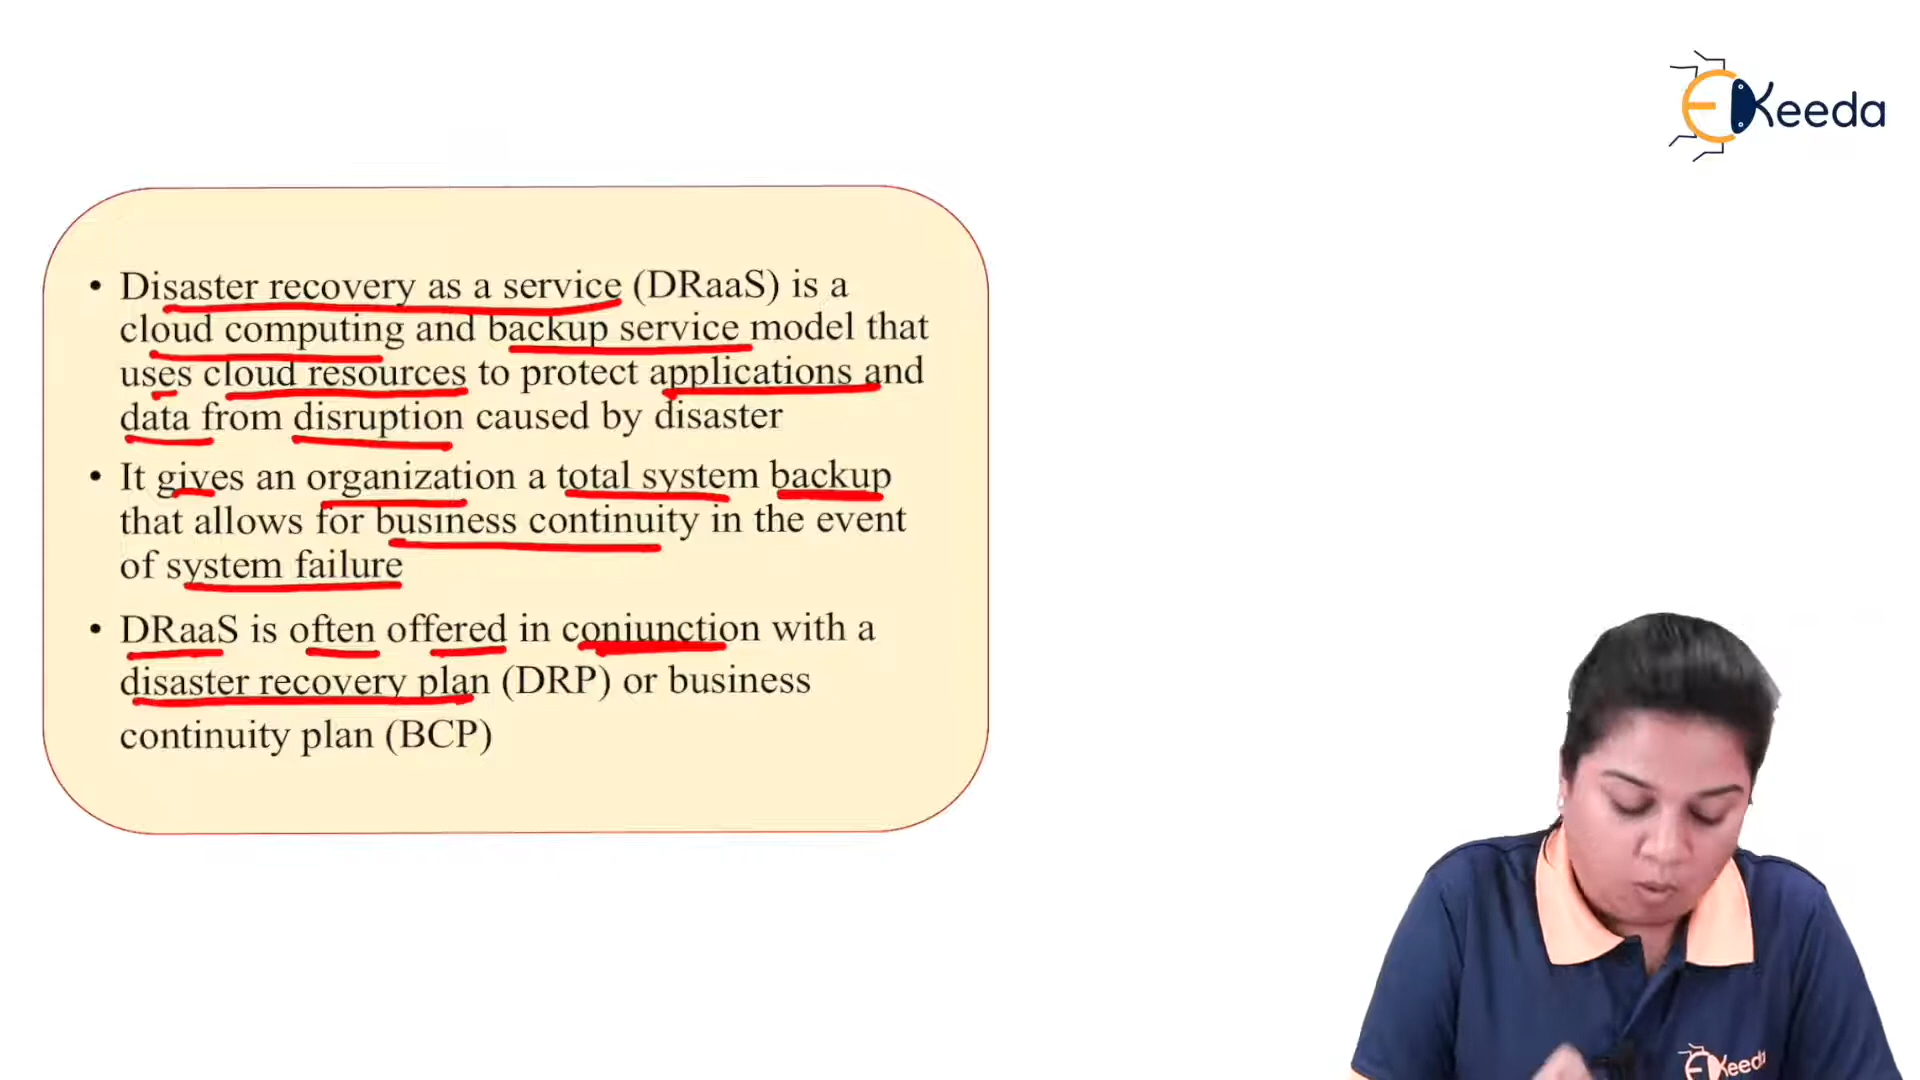 EKeeda
• Disaster recovery as a service (DRaaS) is a
cloud computing and backup service model that
uses cloud resources to protect applications and
data from disruption caused by disaster
• It gives an organization a total system backup
that allows for business continuity in the event
of system failure
• DRaaS is often offered in conjunction with a
disaster recovery plan (DRP) or business
continuity plan (BCP)
EKeeda